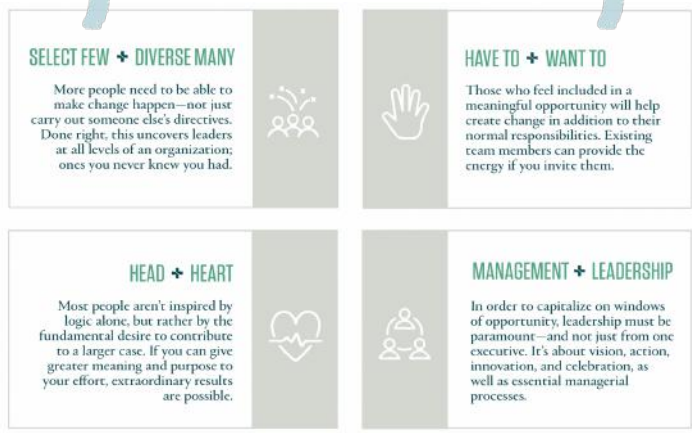 SELECT FEW + DIVERSE MANY
More people need to be able to
make change happen—not just
carry out someone else's directives.
Done right, this uncovers leaders
at all levels of an organization;
ones you never knew you had.
HAVE TO + WANT TO
Those who feel included in a
meaningful opportunity will help
create change in addition to their
normal responsibilities. Existing
team members can provide the
energy if you invite them.
HEAD + HEART
Most people aren't inspired by
logic alone, but rather by the
fundamental desire to contribute
to a larger case. If you can give
greater meaning and purpose to
your effort, extraordinary results
are possible.
MANAGEMENT + LEADERSHIP
In order to capitalize on windows
of opportunity, leadership must be
paramount—and not just from one
executive. It's about vision, action,
innovation, and celebration, as
well as essential managerial
processes.